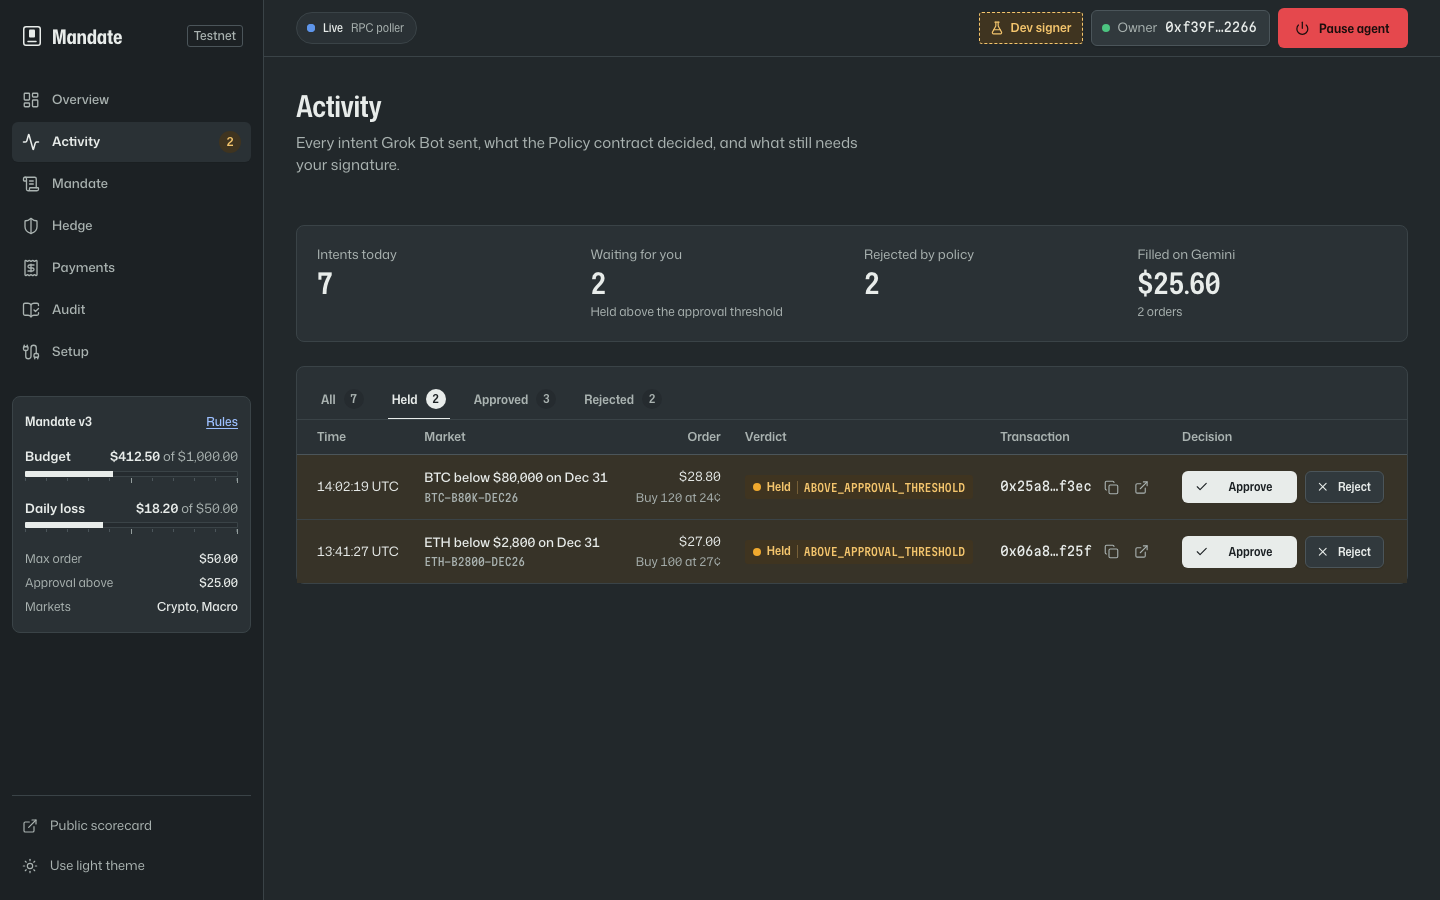 Mandate
Testnet
Overview
Activity 2
Mandate
Hedge
Payments
Audit
Setup
Mandate v3 Rules
Budget $412.50 of $1,000.00
Daily loss $18.20 of $50.00
Max order $50.00
Approval above $25.00
Markets Crypto, Macro
Public scorecard
Use light theme
Live RPC poller
Dev signer
Owner 0xf39F…2266
Pause agent
Activity
Every intent Grok Bot sent, what the Policy contract decided, and what still needs
your signature.
Intents today
7
Waiting for you
2
Held above the approval threshold
Rejected by policy
2
Filled on Gemini
$25.60
2 orders
All 7 Held 2 Approved 3 Rejected 2
Time Market Order Verdict Transaction Decision
14:02:19 UTC BTC below $80,000 on Dec 31 $28.80 Held ABOVE_APPROVAL_THRESHOLD 0x25a8…f3ec Approve Reject
BTC-B80K-DEC26 Buy 120 at 24¢
13:41:27 UTC ETH below $2,800 on Dec 31 $27.00 Held ABOVE_APPROVAL_THRESHOLD 0x06a8…f25f Approve Reject
ETH-B2800-DEC26 Buy 100 at 27¢